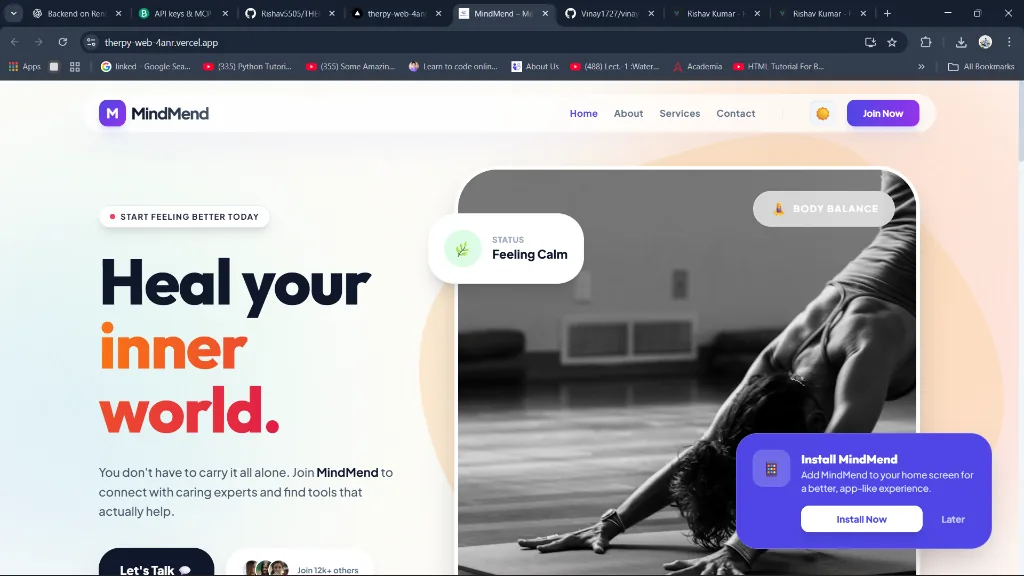 Backend on Ren
API keys & MCP
Rishav5505/THE
therpy-web-4anr
MindMend – Me
Vinay1727/vinay
Rishav Kumar -
Rishav Kumar -
therpy-web-4anr.vercel.app
Apps
linked - Google Sea...
(335) Python Tutori...
(355) Some Amazin...
Learn to code onlin...
About Us
(488) Lect. 1 :Water...
Academia
HTML Tutorial For B...
»
All Bookmarks
M MindMend
Home
About
Services
Contact
Join Now
START FEELING BETTER TODAY
BODY BALANCE
STATUS
Feeling Calm
Heal your
inner
world.
You don't have to carry it all alone. Join MindMend to
connect with caring experts and find tools that
actually help.
Let's Talk
Join 12k+ others
Install MindMend
Add MindMend to your home screen for
a better, app-like experience.
Install Now
Later